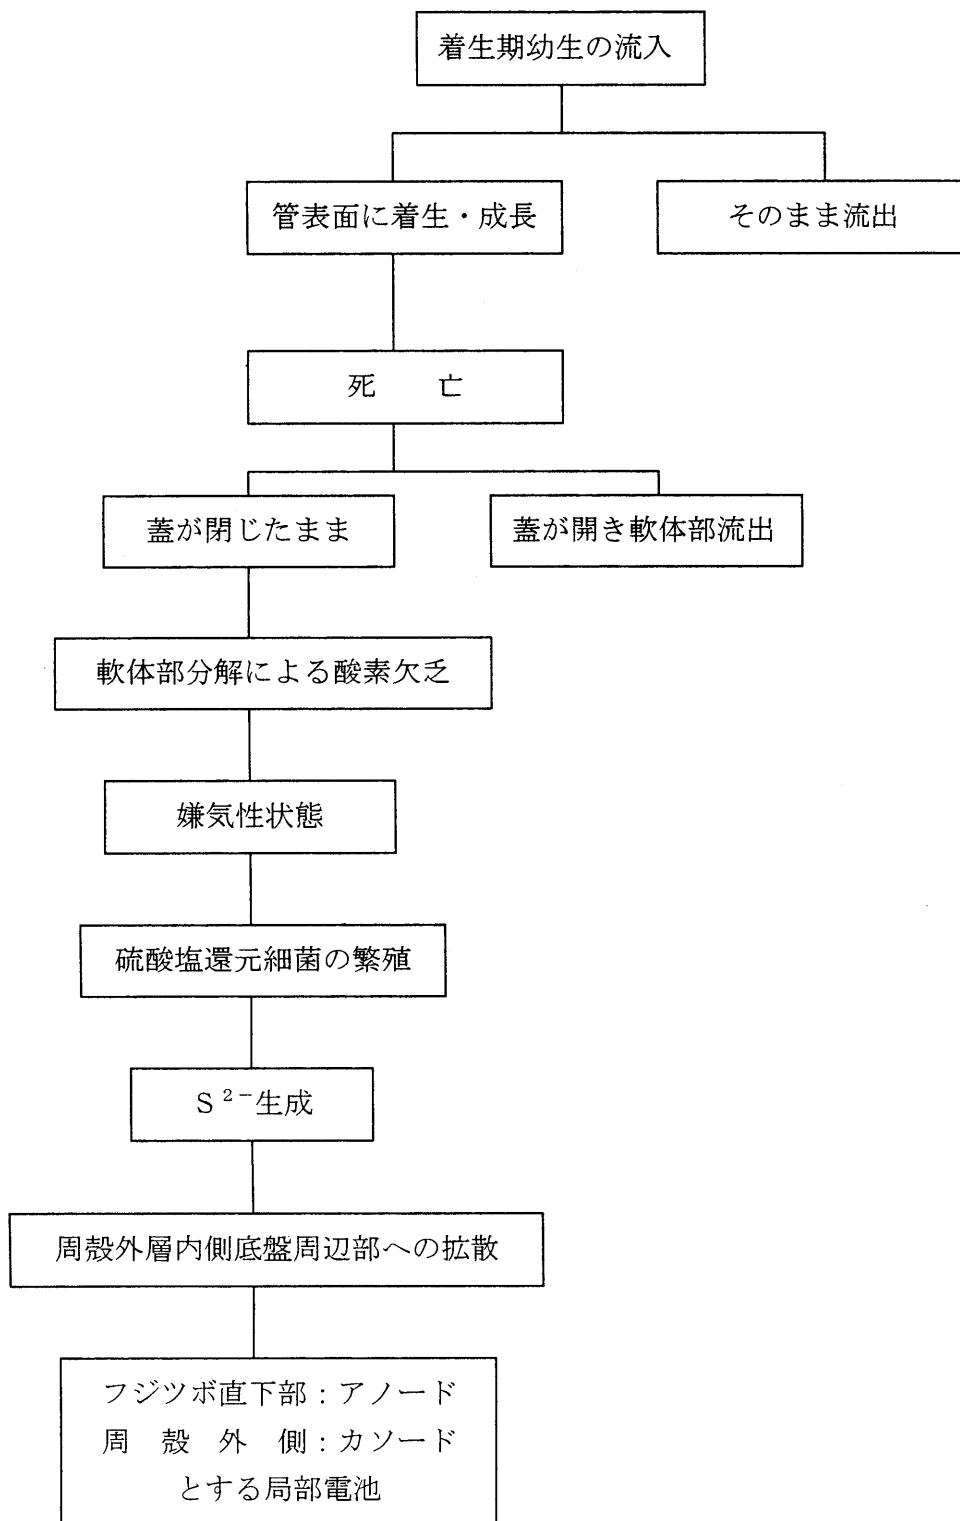 着生期幼生の流入
管表面に着生・成長
そのまま流出
死　　亡
蓋が閉じたまま
蓋が開き軟体部流出
軟体部分解による酸素欠乏
嫌気性状態
硫酸塩還元細菌の繁殖
S²⁻生成
周殻外層内側底盤周辺部への拡散
フジツボ直下部：アノード
周　殻　外　側：カソード
とする局部電池